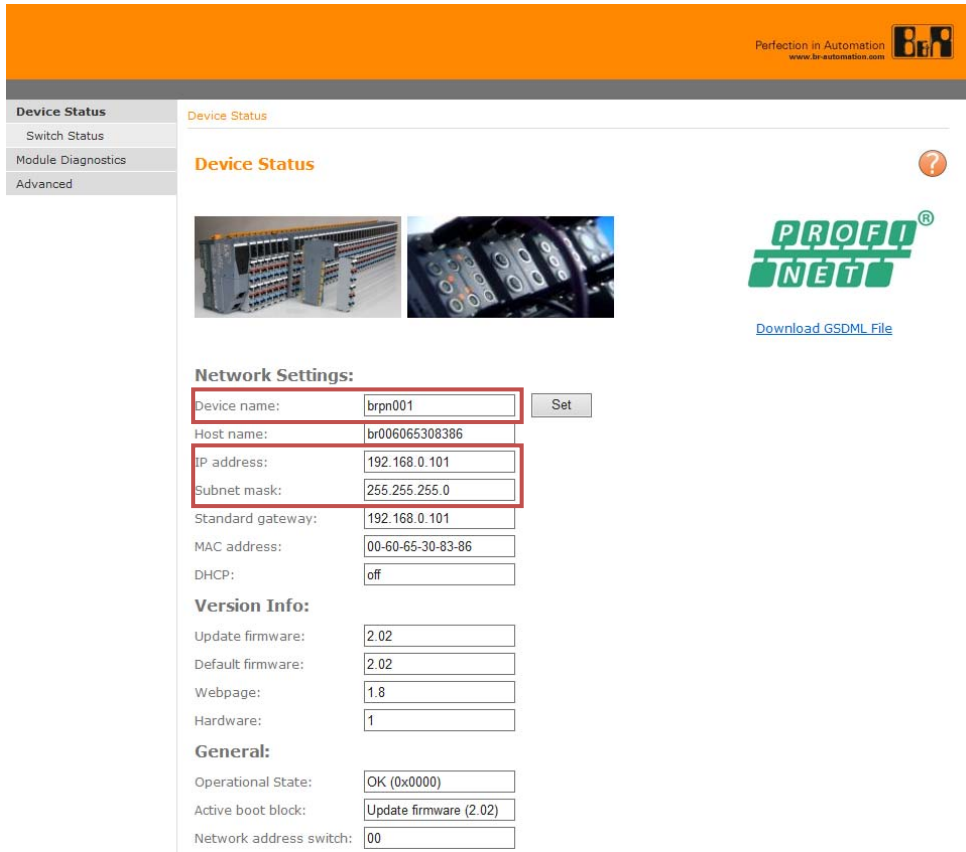 Perfection in Automation
www.br-automation.com
B&R
Device Status
Device Status
Switch Status
Module Diagnostics
Advanced
Device Status
?
PROFI®
NET
Download GSDML File
Network Settings:
Device name: brpn001 Set
Host name: br006065308386
IP address: 192.168.0.101
Subnet mask: 255.255.255.0
Standard gateway: 192.168.0.101
MAC address: 00-60-65-30-83-86
DHCP: off
Version Info:
Update firmware: 2.02
Default firmware: 2.02
Webpage: 1.8
Hardware: 1
General:
Operational State: OK (0x0000)
Active boot block: Update firmware (2.02)
Network address switch: 00